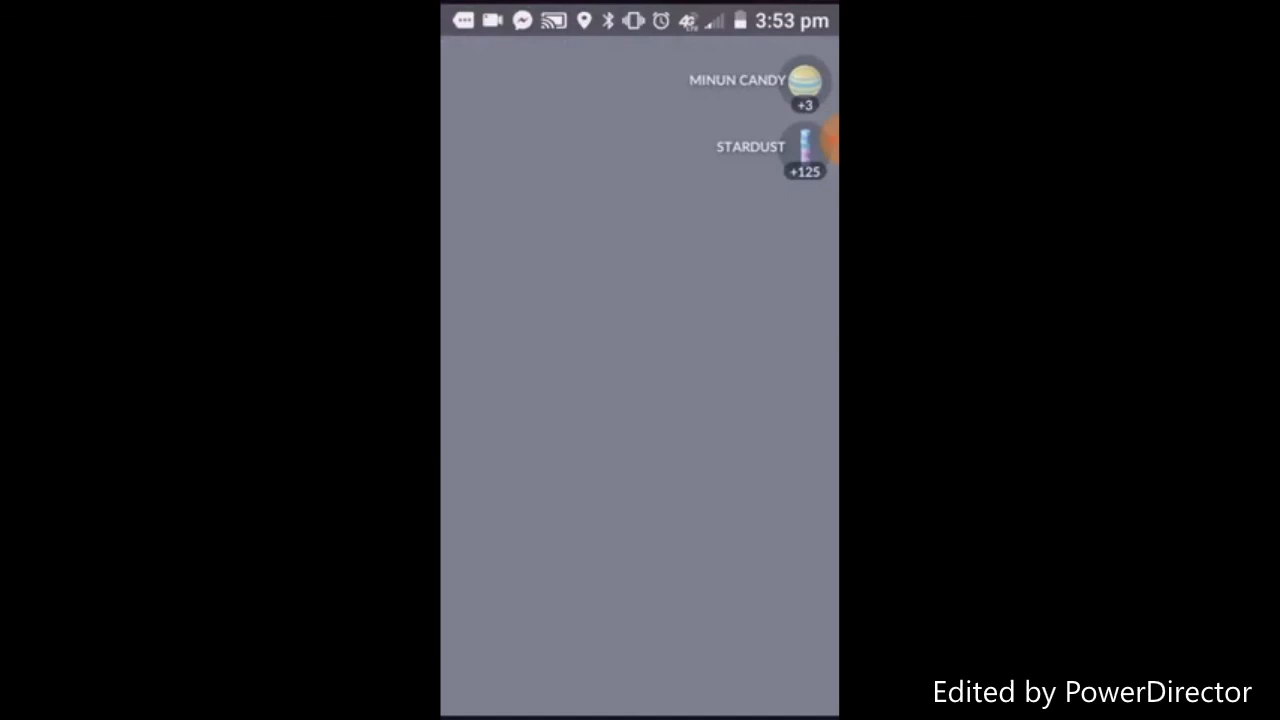 3:53 pm
MINUN CANDY
+3
STARDUST
+125
Edited by PowerDirector